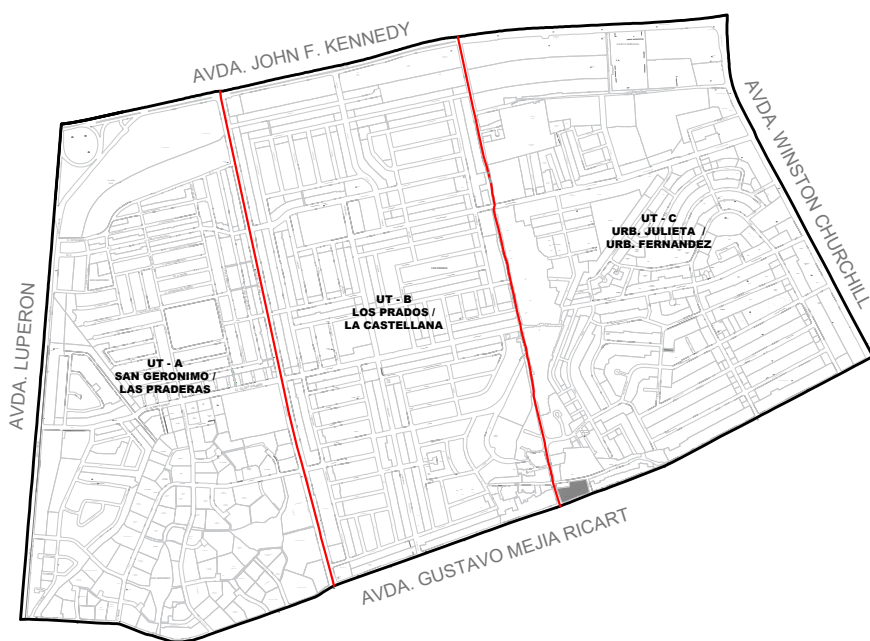 AVDA. JOHN F. KENNEDY
AVDA. WINSTON CHURCHILL
UT - C
URB. JULIETA /
URB. FERNANDEZ
UT - B
LOS PRADOS /
LA CASTELLANA
AVDA. LUPERON
UT - A
SAN GERONIMO /
LAS PRADERAS
AVDA. GUSTAVO MEJIA RICART